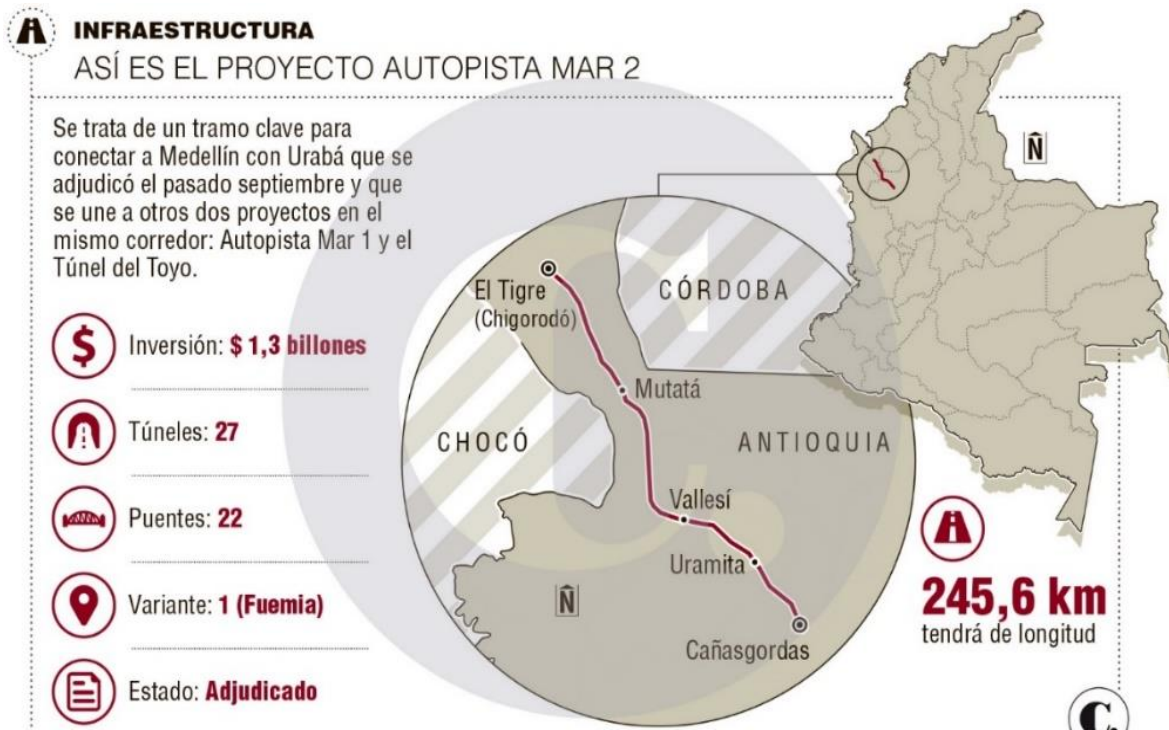 INFRAESTRUCTURA
ASÍ ES EL PROYECTO AUTOPISTA MAR 2
Se trata de un tramo clave para
conectar a Medellín con Urabá que se
adjudicó el pasado septiembre y que
se une a otros dos proyectos en el
mismo corredor: Autopista Mar 1 y el
Túnel del Toyo.
Inversión: $ 1,3 billones
Túneles: 27
Puentes: 22
Variante: 1 (Fuemia)
Estado: Adjudicado
N
El Tigre
(Chigorodó)
CÓRDOBA
Mutatá
CHOCÓ
ANTIOQUIA
Vallesí
Uramita
N
Cañasgordas
245,6 km
tendrá de longitud
C.